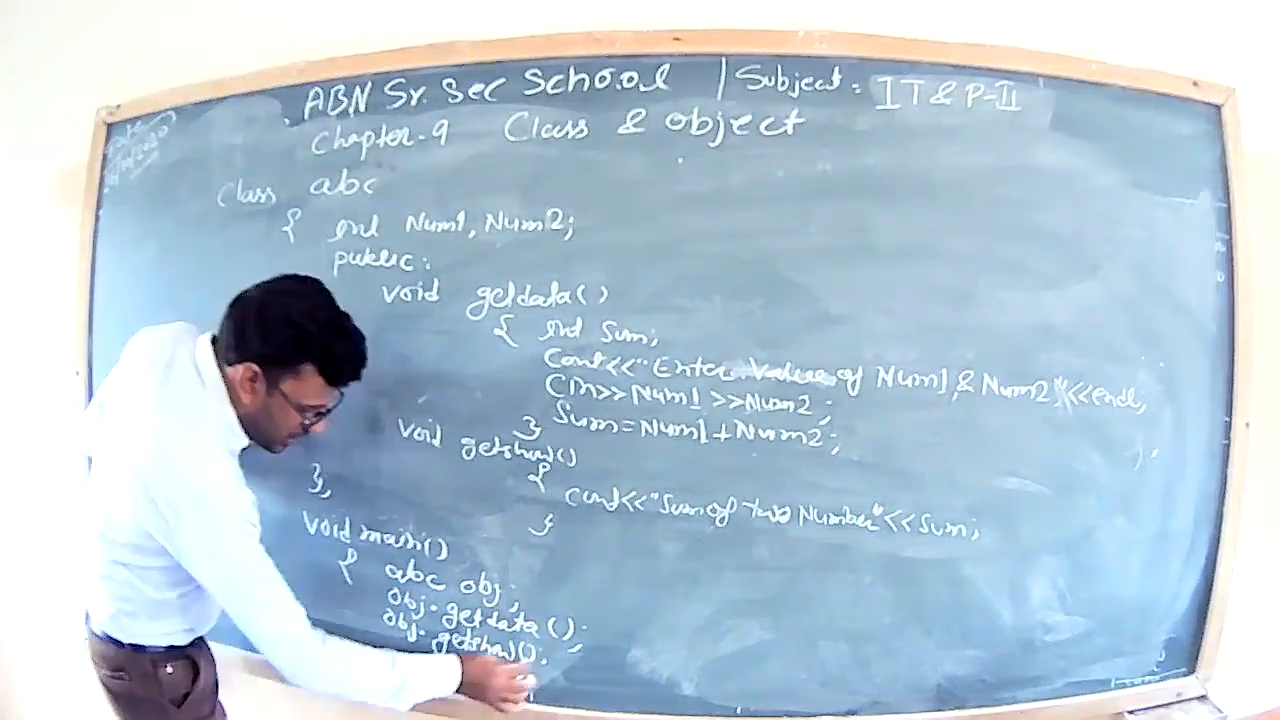 ABN Sr. Sec School | Subject: IT & P-II
Chapter-9 Class & object
Class abc
{ int Num1, Num2;
public:
void getdata()
{ int Sum;
Cout<<"Enter Value of Num1 & Num2"<<endl;
Cin>>Num1>>Num2;
Sum=Num1+Num2;
}
void getshow()
{
Cout<<"Sum of two Number"<<Sum;
}
};
void main()
{ abc obj;
obj.getdata();
obj.getshow();